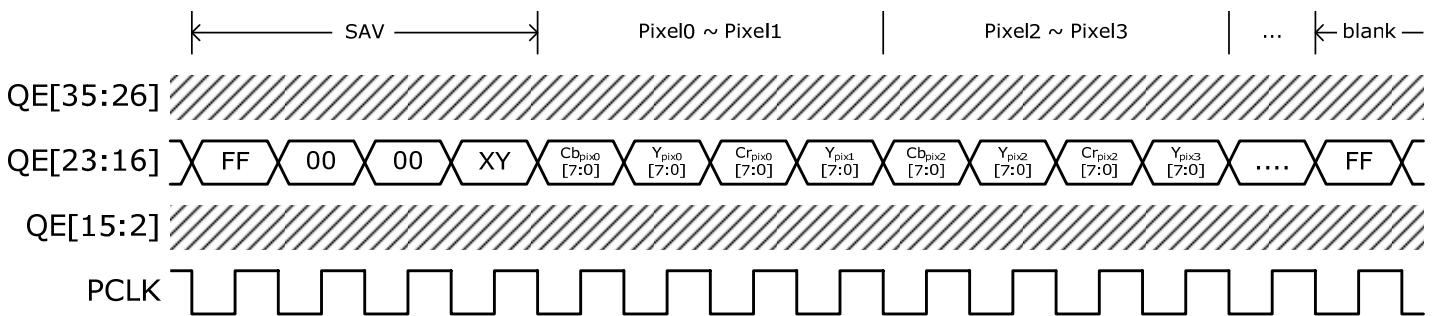 SAV Pixel0 ~ Pixel1 Pixel2 ~ Pixel3 ... blank
QE[35:26]
QE[23:16] FF 00 00 XY Cbpix0 [7:0] Ypix0 [7:0] Crpix0 [7:0] Ypix1 [7:0] Cbpix2 [7:0] Ypix2 [7:0] Crpix2 [7:0] Ypix3 [7:0] .... FF
QE[15:2]
PCLK